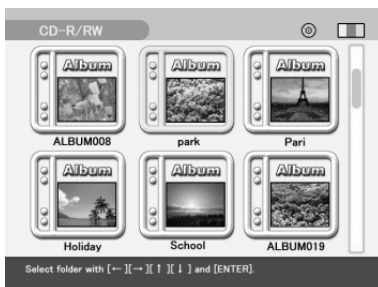 CD-R/RW
Album Album Album
ALBUM008 park Pari
Album Album Album
Holiday School ALBUM019
Select folder with [←][→][↑][↓] and [ENTER].